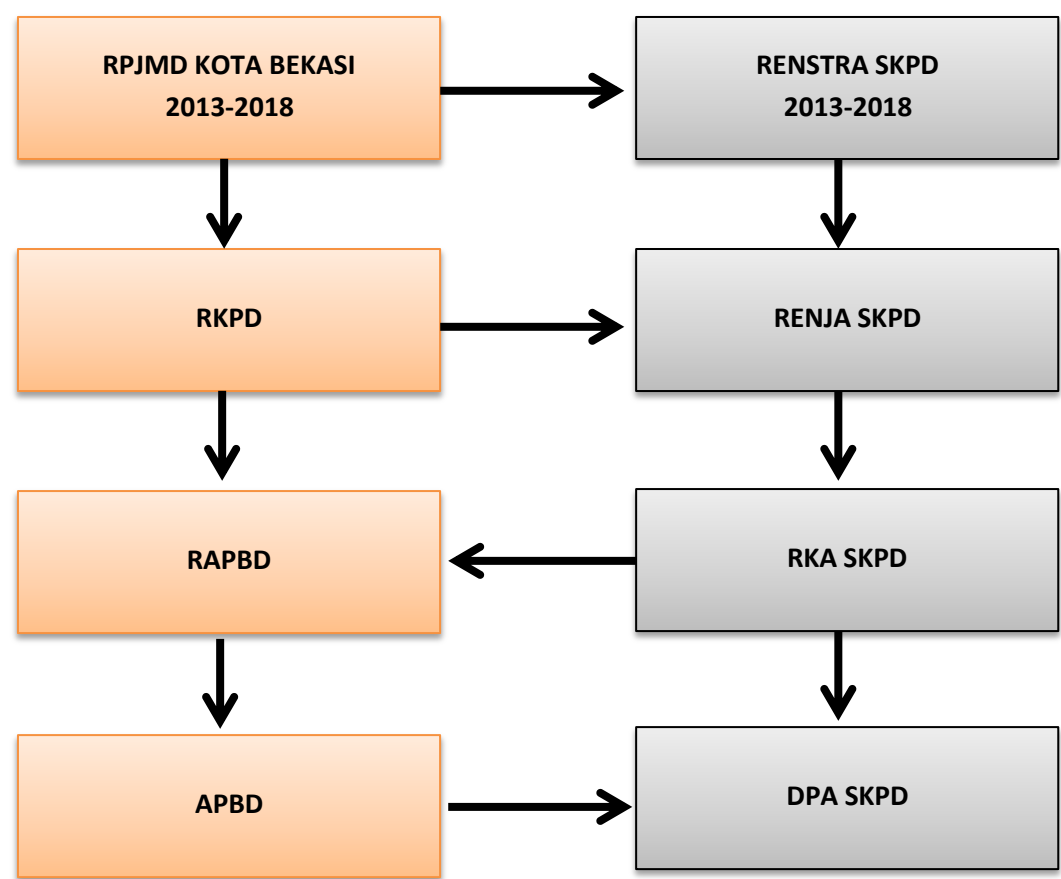 RPJMD KOTA BEKASI
2013-2018
RENSTRA SKPD
2013-2018
RKPD
RENJA SKPD
RAPBD
RKA SKPD
APBD
DPA SKPD